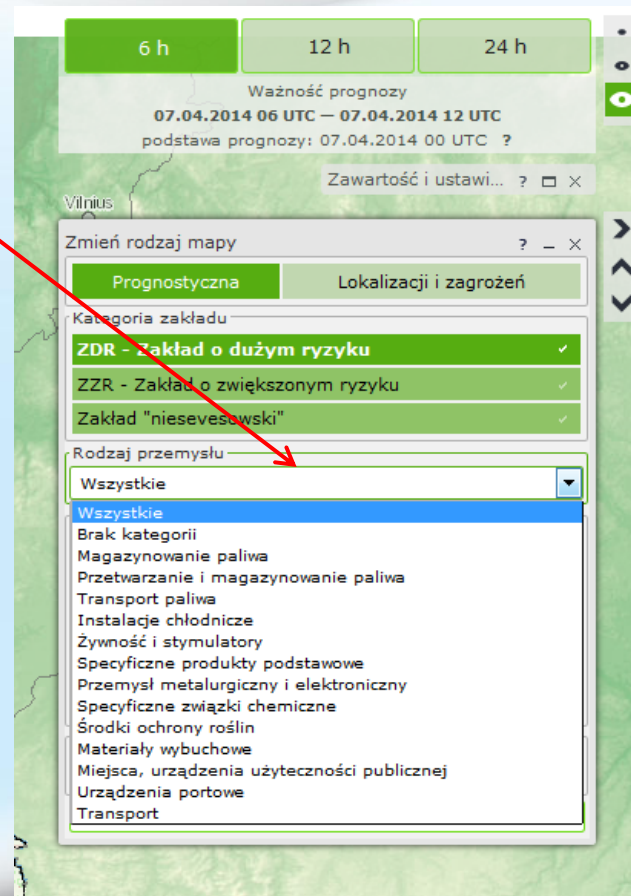 6 h 12 h 24 h
Ważność prognozy
07.04.2014 06 UTC — 07.04.2014 12 UTC
podstawa prognozy: 07.04.2014 00 UTC ?
Zawartość i ustawi... ?
Vilnius
Zmień rodzaj mapy ?
Prognostyczna Lokalizacji i zagrożeń
Kategoria zakładu
ZDR - Zakład o dużym ryzyku
ZZR - Zakład o zwiększonym ryzyku
Zakład "niesevesowski"
Rodzaj przemysłu
Wszystkie
Wszystkie
Brak kategorii
Magazynowanie paliwa
Przetwarzanie i magazynowanie paliwa
Transport paliwa
Instalacje chłodnicze
Żywność i stymulatory
Specyficzne produkty podstawowe
Przemysł metalurgiczny i elektroniczny
Specyficzne związki chemiczne
Środki ochrony roślin
Materiały wybuchowe
Miejsca, urządzenia użyteczności publicznej
Urządzenia portowe
Transport